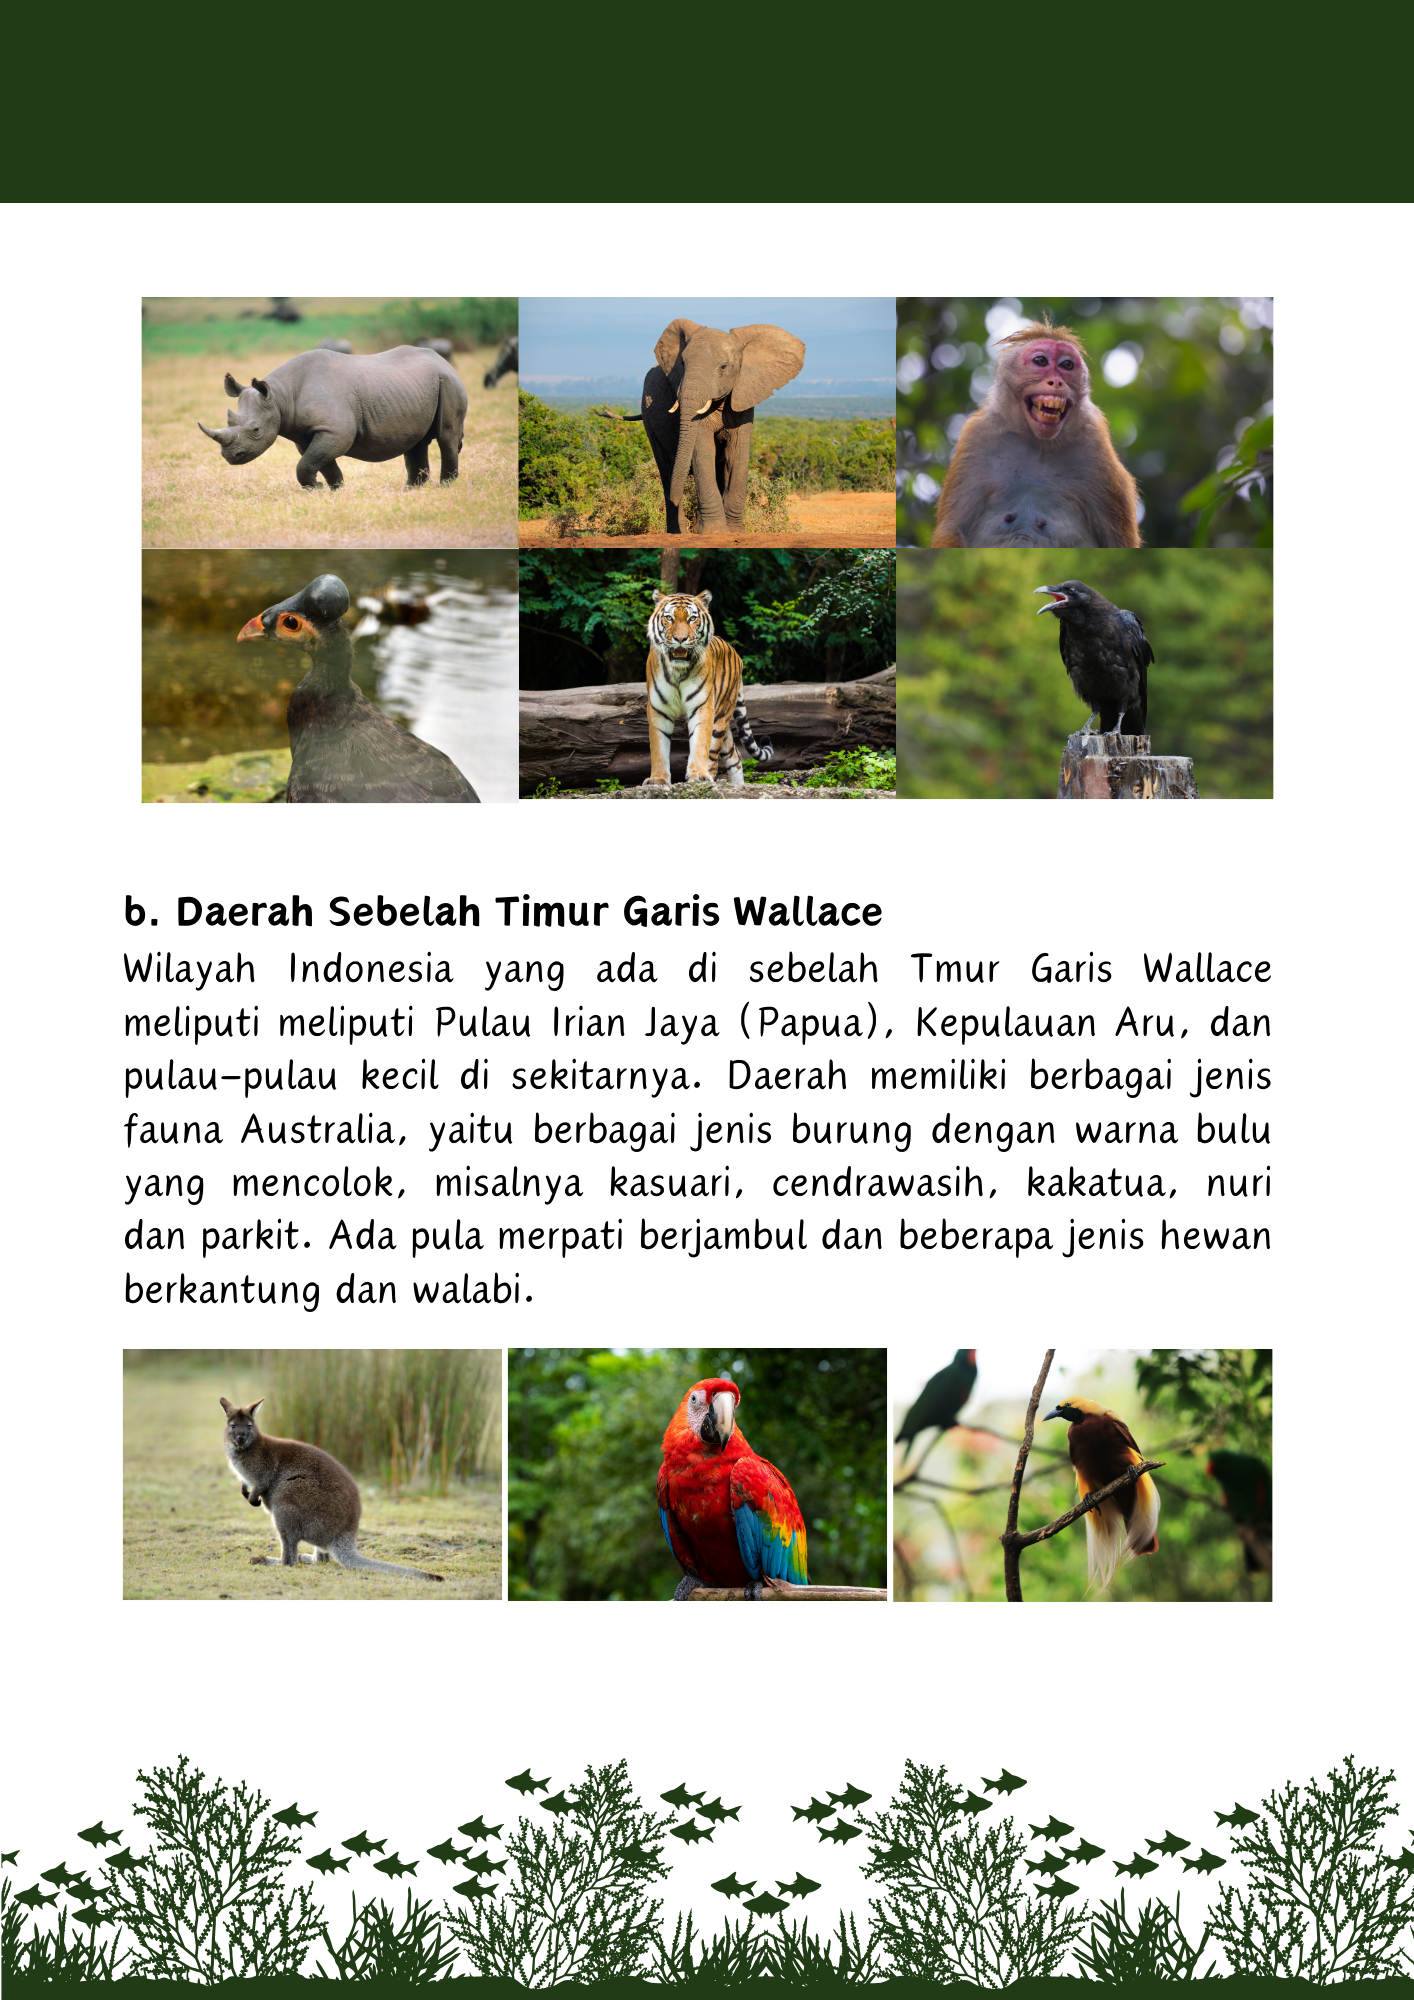 b. Daerah Sebelah Timur Garis Wallace
Wilayah Indonesia yang ada di sebelah Tmur Garis Wallace
meliputi meliputi Pulau Irian Jaya (Papua), Kepulauan Aru, dan
pulau-pulau kecil di sekitarnya. Daerah memiliki berbagai jenis
fauna Australia, yaitu berbagai jenis burung dengan warna bulu
yang mencolok, misalnya kasuari, cendrawasih, kakatua, nuri
dan parkit. Ada pula merpati berjambul dan beberapa jenis hewan
berkantung dan walabi.